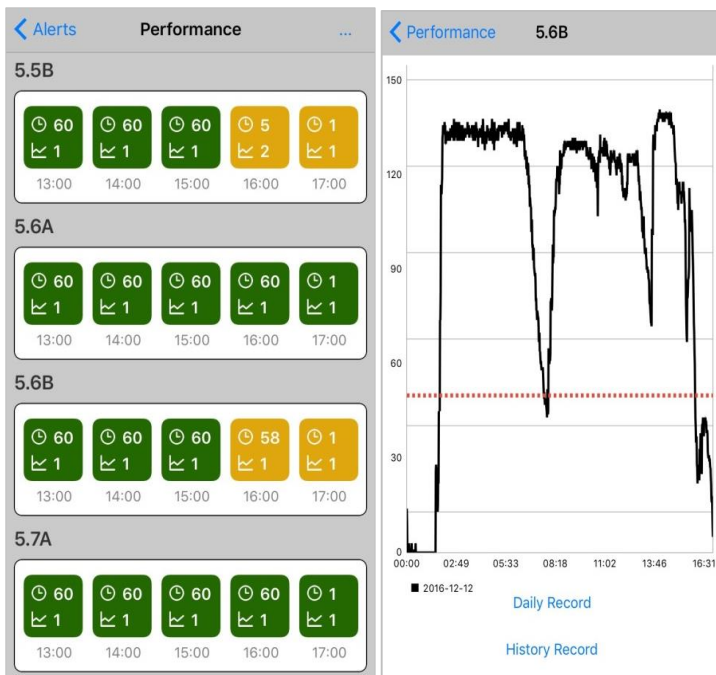 Alerts Performance ...
5.5B
60 60 60 5 1
1 1 1 2 1
13:00 14:00 15:00 16:00 17:00
5.6A
60 60 60 60 1
1 1 1 1 1
13:00 14:00 15:00 16:00 17:00
5.6B
60 60 60 58 1
1 1 1 1 1
13:00 14:00 15:00 16:00 17:00
5.7A
60 60 60 60 1
1 1 1 1 1
13:00 14:00 15:00 16:00 17:00
Performance 5.6B
150
120
90
60
30
0
00:00 02:49 05:33 08:18 11:02 13:46 16:31
2016-12-12
Daily Record
History Record